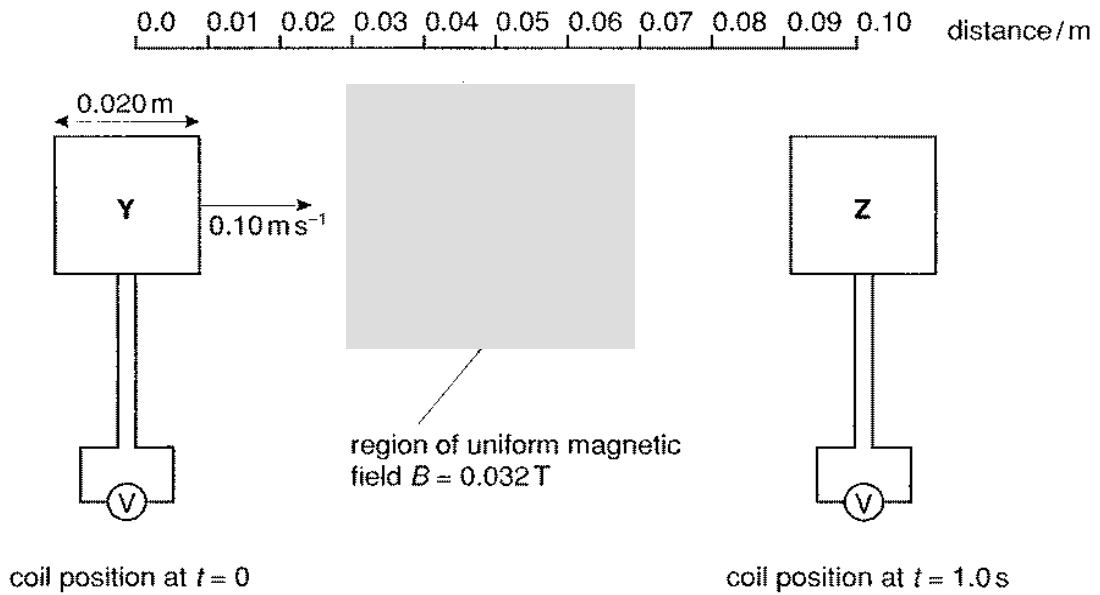 0.0 0.01 0.02 0.03 0.04 0.05 0.06 0.07 0.08 0.09 0.10 distance/m
0.020 m
Y
0.10 m s⁻¹
Z
region of uniform magnetic
field B = 0.032 T
V
V
coil position at t = 0
coil position at t = 1.0 s